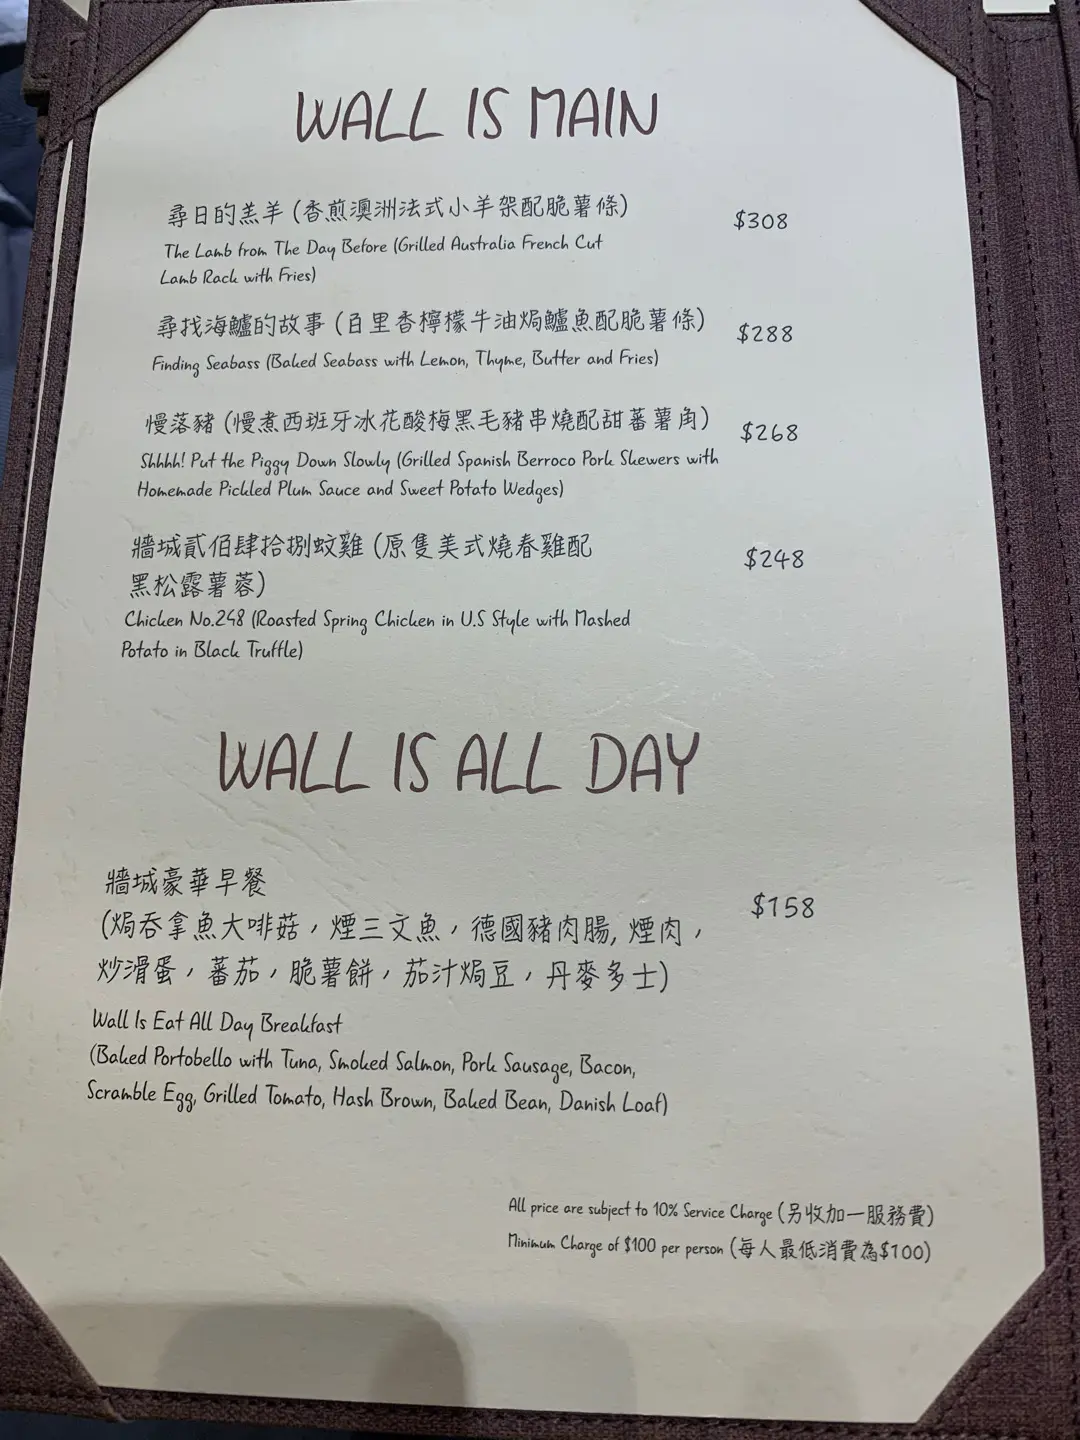 WALL IS MAIN
尋日的羔羊 (香煎澳洲法式小羊架配脆薯條)
$308
The Lamb from The Day Before (Grilled Australia French Cut
Lamb Rack with Fries)
尋找海鱸的故事 (百里香檸檬牛油焗鱸魚配脆薯條)
$288
Finding Seabass (Baked Seabass with Lemon, Thyme, Butter and Fries)
慢落豬 (慢煮西班牙冰花酸梅黑毛豬串燒配甜蕃薯角)
$268
Shhhh! Put the Piggy Down Slowly (Grilled Spanish Berroco Pork Skewers with
Homemade Pickled Plum Sauce and Sweet Potato Wedges)
牆城貳佰肆拾捌蚊雞 (原隻美式燒春雞配
$248
黑松露薯蓉)
Chicken No.248 (Roasted Spring Chicken in U.S Style with Mashed
Potato in Black Truffle)
WALL IS ALL DAY
牆城豪華早餐
$158
(焗吞拿魚大啡菇，煙三文魚，德國豬肉腸, 煙肉，
炒滑蛋，蕃茄，脆薯餅，茄汁焗豆，丹麥多士)
Wall Is Eat All Day Breakfast
(Baked Portobello with Tuna, Smoked Salmon, Pork Sausage, Bacon,
Scramble Egg, Grilled Tomato, Hash Brown, Baked Bean, Danish Loaf)
All price are subject to 10% Service Charge (另收加一服務費)
Minimum Charge of $100 per person (每人最低消費為$100)